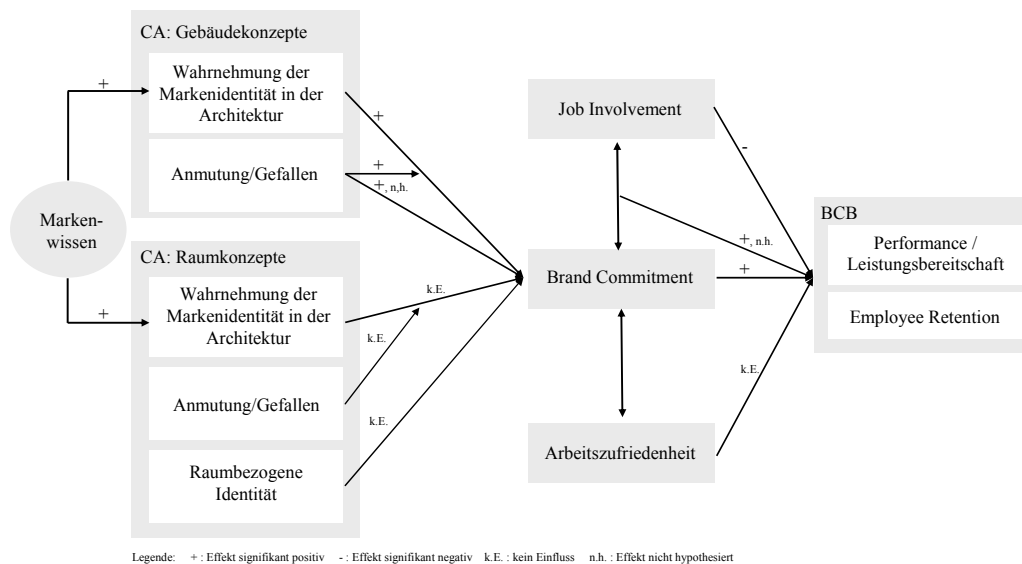 CA: Gebäudekonzepte
Wahrnehmung der
Markenidentität in der
Architektur
Anmutung/Gefallen
Marken-
wissen
CA: Raumkonzepte
Wahrnehmung der
Markenidentität in der
Architektur
Anmutung/Gefallen
Raumbezogene
Identität
+
+
+
+
+, n,h.
k.E.
k.E.
k.E.
Job Involvement
Brand Commitment
Arbeitszufriedenheit
-
+, n.h.
+
k.E.
BCB
Performance /
Leistungsbereitschaft
Employee Retention
Legende: + : Effekt signifikant positiv - : Effekt signifikant negativ k.E. : kein Einfluss n.h. : Effekt nicht hypothesiert